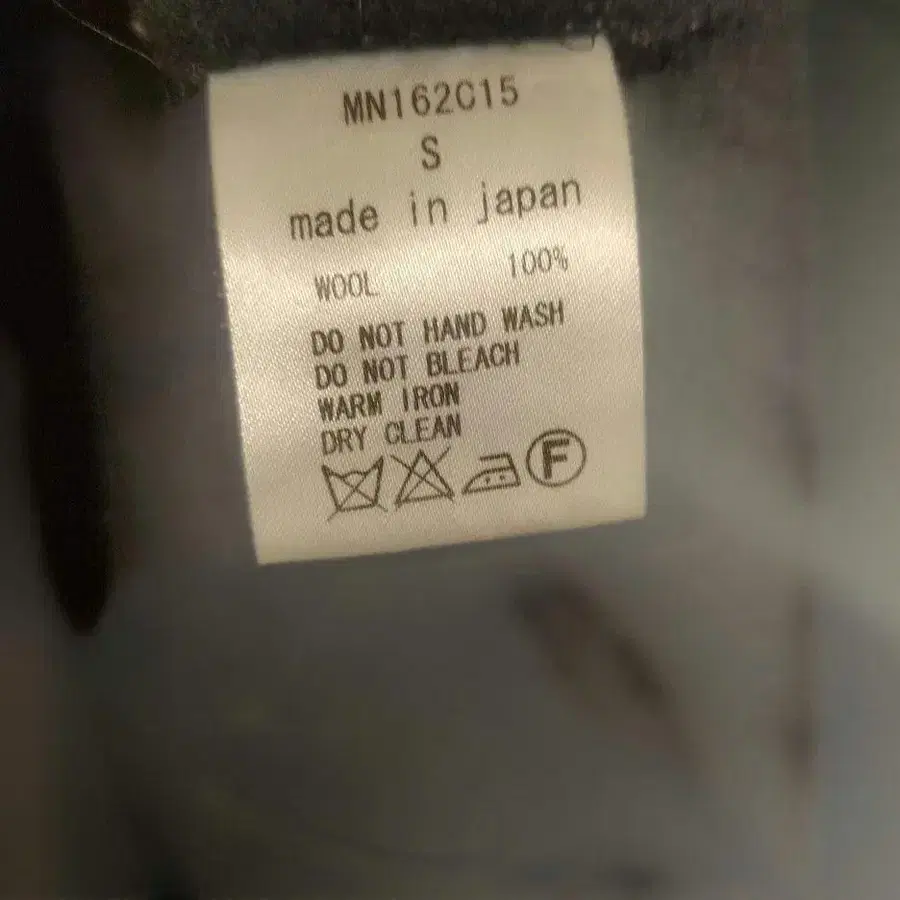 MN162C15
S
made in japan
WOOL 100%
DO NOT HAND WASH
DO NOT BLEACH
WARM IRON
DRY CLEAN
F